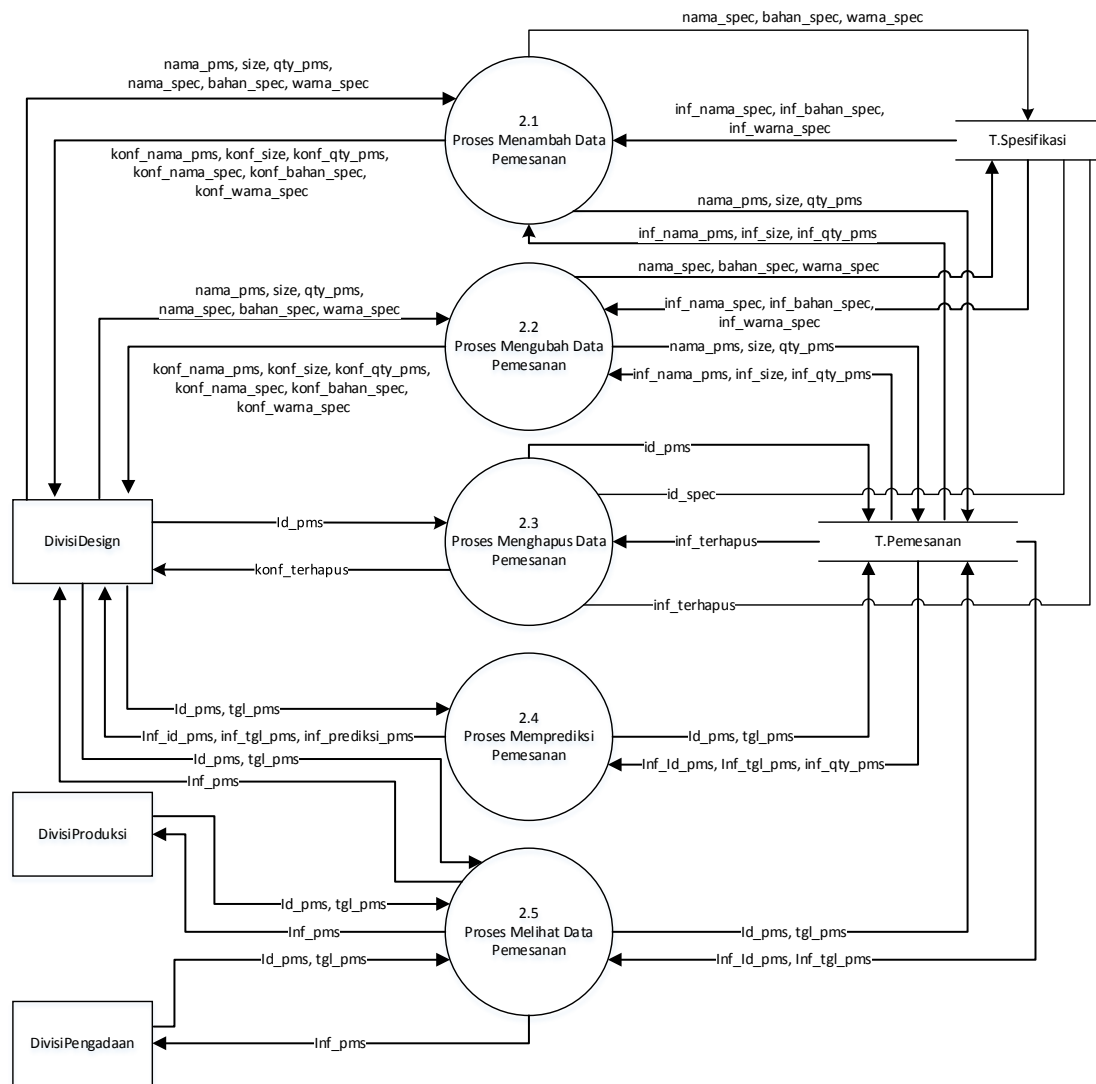 nama_spec, bahan_spec, warna_spec
nama_pms, size, qty_pms,
nama_spec, bahan_spec, warna_spec
2.1
Proses Menambah Data
Pemesanan
inf_nama_spec, inf_bahan_spec,
inf_warna_spec
T.Spesifikasi
konf_nama_pms, konf_size, konf_qty_pms,
konf_nama_spec, konf_bahan_spec,
konf_warna_spec
nama_pms, size, qty_pms
inf_nama_pms, inf_size, inf_qty_pms
nama_spec, bahan_spec, warna_spec
nama_pms, size, qty_pms,
nama_spec, bahan_spec, warna_spec
2.2
Proses Mengubah Data
Pemesanan
inf_nama_spec, inf_bahan_spec,
inf_warna_spec
nama_pms, size, qty_pms
inf_nama_pms, inf_size, inf_qty_pms
konf_nama_pms, konf_size, konf_qty_pms,
konf_nama_spec, konf_bahan_spec,
konf_warna_spec
id_pms
id_spec
DivisiDesign
Id_pms
2.3
Proses Menghapus Data
Pemesanan
inf_terhapus
T.Pemesanan
konf_terhapus
inf_terhapus
Id_pms, tgl_pms
2.4
Proses Memprediksi
Pemesanan
Inf_id_pms, inf_tgl_pms, inf_prediksi_pms
Id_pms, tgl_pms
Id_pms, tgl_pms
Inf_Id_pms, Inf_tgl_pms, inf_qty_pms
Inf_pms
DivisiProduksi
Id_pms, tgl_pms
2.5
Proses Melihat Data
Pemesanan
Inf_pms
Id_pms, tgl_pms
Id_pms, tgl_pms
Inf_Id_pms, Inf_tgl_pms
DivisiPengadaan
Inf_pms